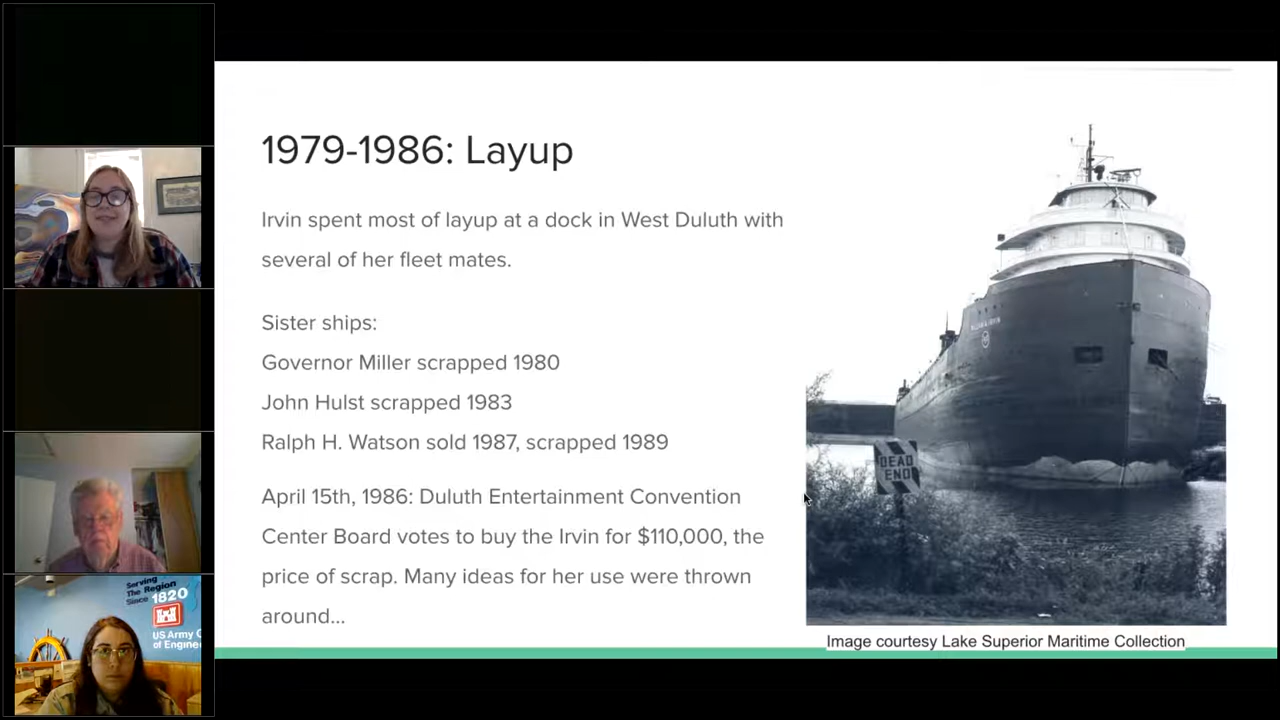 1979-1986: Layup
Irvin spent most of layup at a dock in West Duluth with
several of her fleet mates.
Sister ships:
Governor Miller scrapped 1980
John Hulst scrapped 1983
Ralph H. Watson sold 1987, scrapped 1989
April 15th, 1986: Duluth Entertainment Convention
Center Board votes to buy the Irvin for $110,000, the
price of scrap. Many ideas for her use were thrown
around...
DEAD
END
Image courtesy Lake Superior Maritime Collection
Serving
The Region
Since 1820
US Army
of Engine